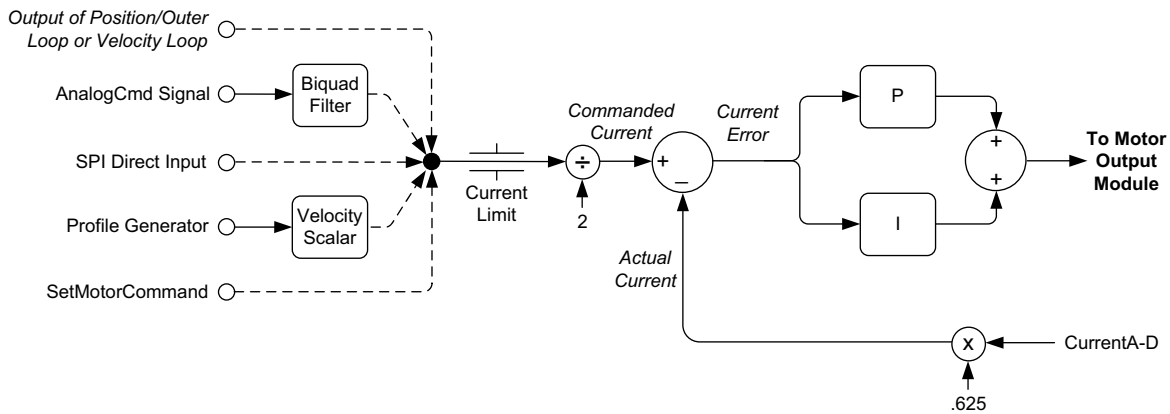 Output of Position/Outer
Loop or Velocity Loop
AnalogCmd Signal
Biquad
Filter
SPI Direct Input
Profile Generator
Velocity
Scalar
SetMotorCommand
Current
Limit
÷
2
Commanded
Current
+
–
Current
Error
P
I
+
+
To Motor
Output
Module
Actual
Current
x
CurrentA-D
.625